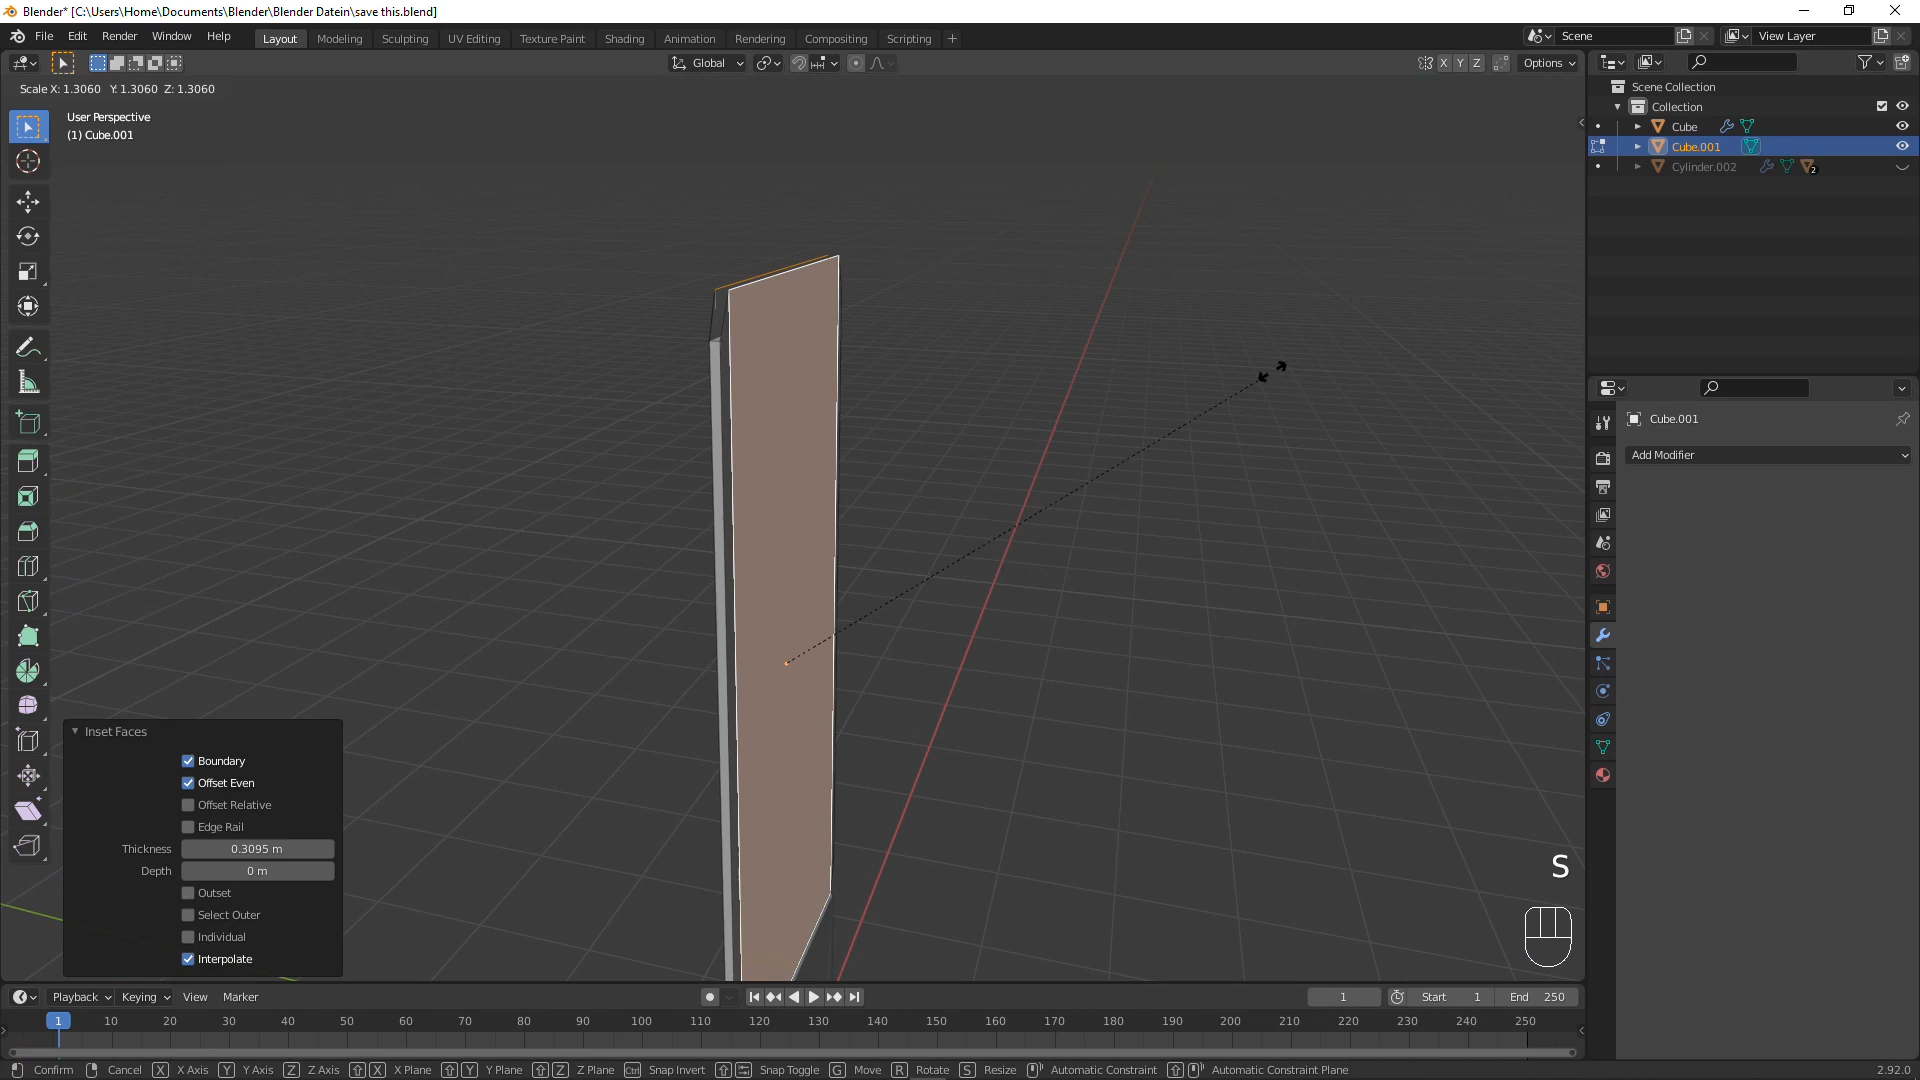 Blender* [C:\Users\Home\Documents\Blender\Blender Datein\save this.blend]
File Edit Render Window Help
Layout Modeling Sculpting UV Editing Texture Paint Shading Animation Rendering Compositing Scripting +
Scene
View Layer
Global
X Y Z
Options
Scale X: 1.3060 Y: 1.3060 Z: 1.3060
User Perspective
(1) Cube.001
Scene Collection
Collection
Cube
Cube.001
Cylinder.002
2
Cube.001
Add Modifier
Inset Faces
Boundary
Offset Even
Offset Relative
Edge Rail
Thickness 0.3095 m
Depth 0 m
Outset
Select Outer
Individual
Interpolate
S
Playback Keying View Marker
1
Start 1
End 250
1 10 20 30 40 50 60 70 80 90 100 110 120 130 140 150 160 170 180 190 200 210 220 230 240 250
Confirm Cancel X X Axis Y Y Axis Z Z Axis X X Plane Y Y Plane Z Z Plane Ctrl Snap Invert Snap Toggle G Move R Rotate S Resize Automatic Constraint Automatic Constraint Plane
2.92.0